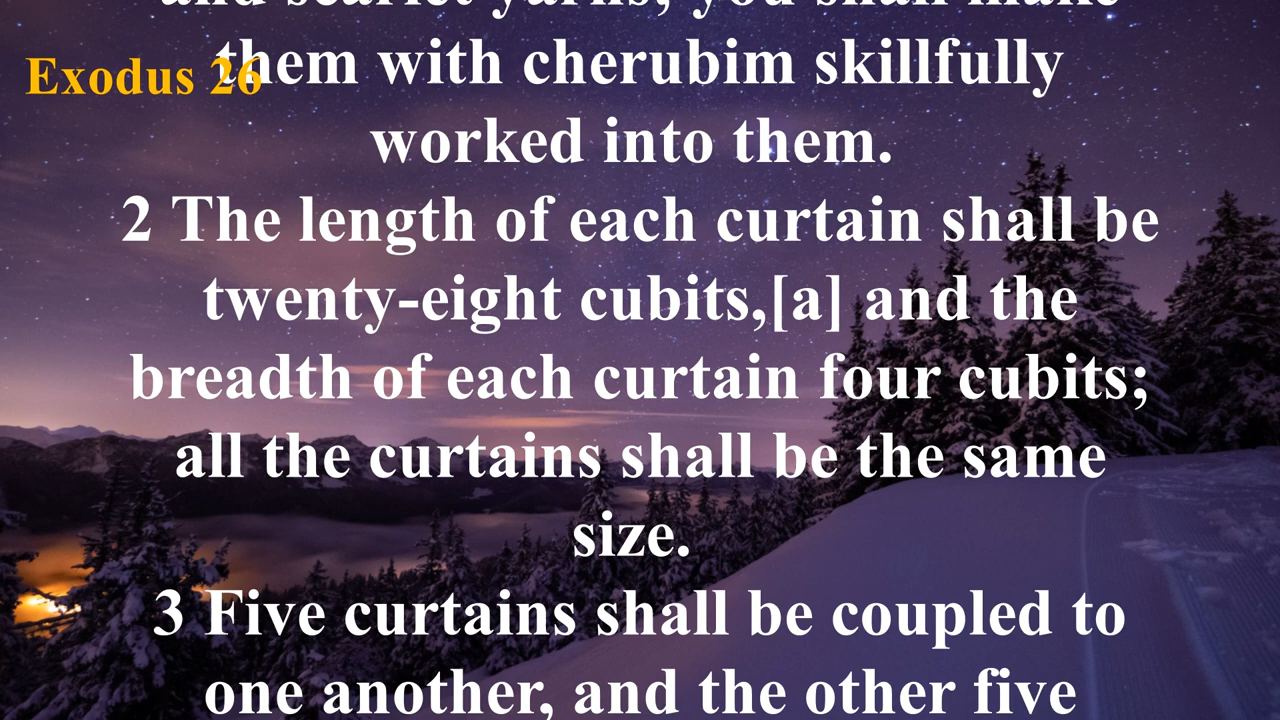 and scarlet yarns; you shall make
Exodus 26
them with cherubim skillfully
worked into them.
2 The length of each curtain shall be
twenty-eight cubits,[a] and the
breadth of each curtain four cubits;
all the curtains shall be the same
size.
3 Five curtains shall be coupled to
one another, and the other five